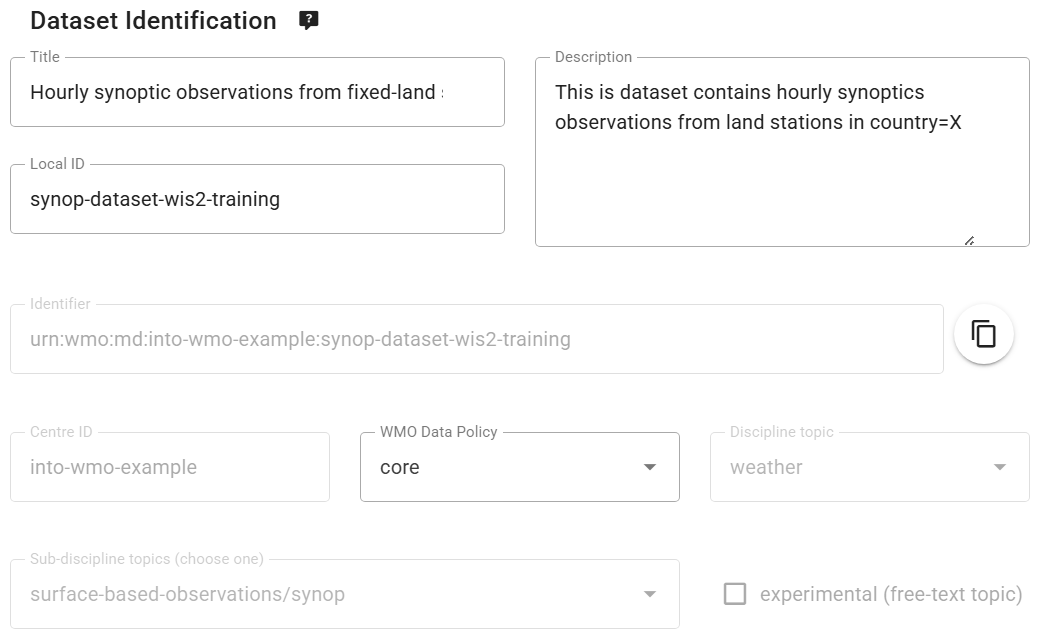 Dataset Identification
Title
Hourly synoptic observations from fixed-land
Description
This is dataset contains hourly synoptics
observations from land stations in country=X
Local ID
synop-dataset-wis2-training
Identifier
urn:wmo:md:into-wmo-example:synop-dataset-wis2-training
Centre ID
into-wmo-example
WMO Data Policy
core
Discipline topic
weather
Sub-discipline topics (choose one)
surface-based-observations/synop
experimental (free-text topic)